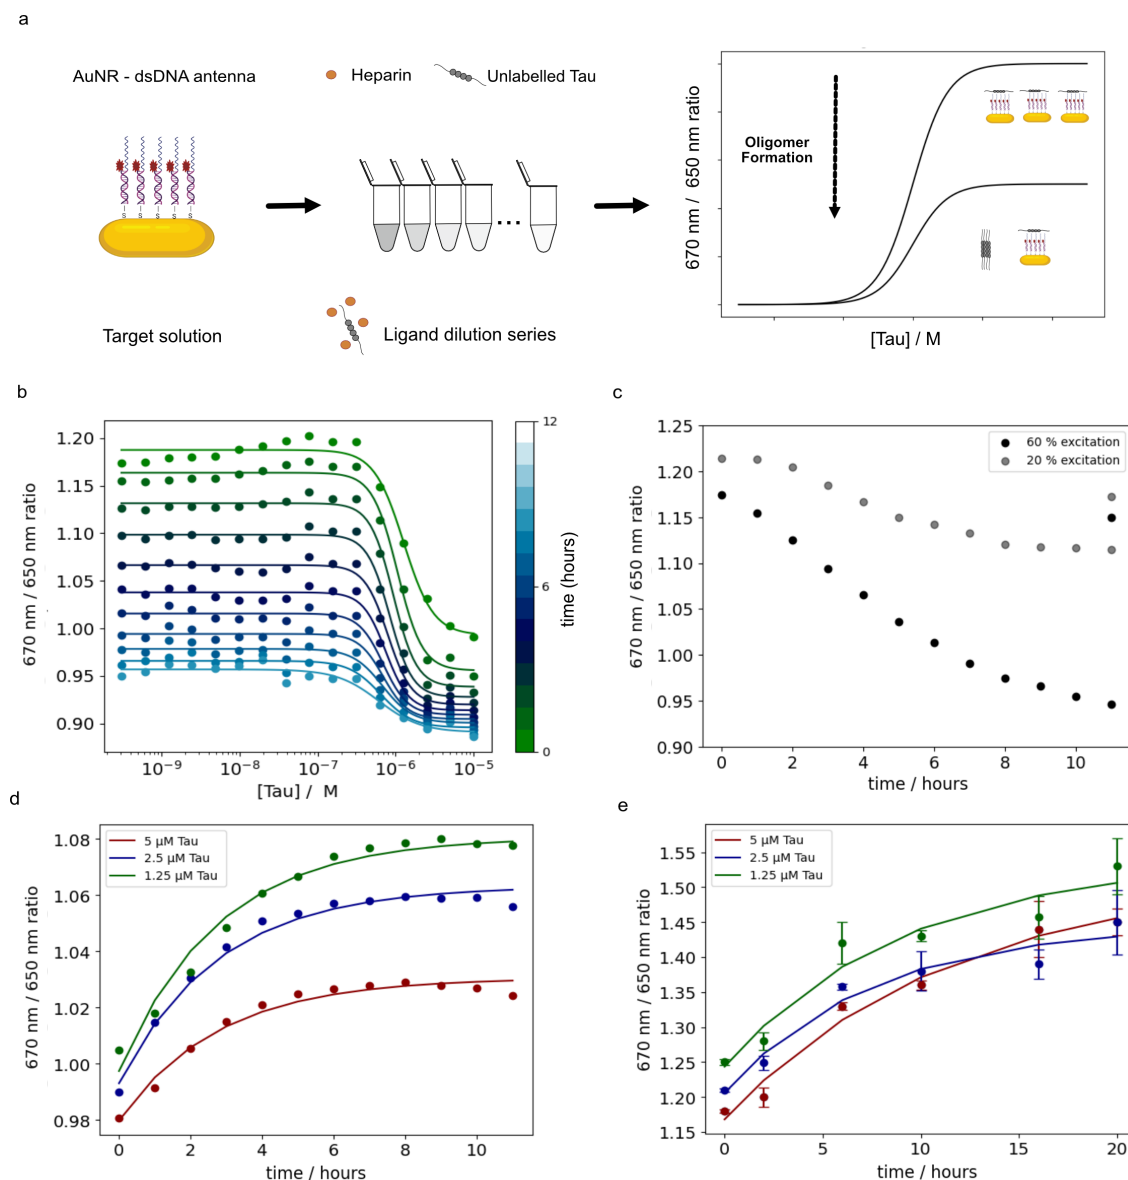 a
AuNR - dsDNA antenna
Heparin
Unlabelled Tau
S S S S S
Target solution
...
Ligand dilution series
670 nm / 650 nm ratio
Oligomer
Formation
[Tau] / M
b
670 nm / 650 nm ratio
1.20
1.15
1.10
1.05
1.00
0.95
0.90
10⁻⁹ 10⁻⁸ 10⁻⁷ 10⁻⁶ 10⁻⁵
[Tau] / M
12
6
0
time (hours)
c
670 nm / 650 nm ratio
1.25
1.20
1.15
1.10
1.05
1.00
0.95
0.90
60 % excitation
20 % excitation
0 2 4 6 8 10
time / hours
d
670 nm / 650 nm ratio
1.08
1.06
1.04
1.02
1.00
0.98
5 µM Tau
2.5 µM Tau
1.25 µM Tau
0 2 4 6 8 10
time / hours
e
670 nm / 650 nm ratio
1.55
1.50
1.45
1.40
1.35
1.30
1.25
1.20
1.15
5 µM Tau
2.5 µM Tau
1.25 µM Tau
0 5 10 15 20
time / hours